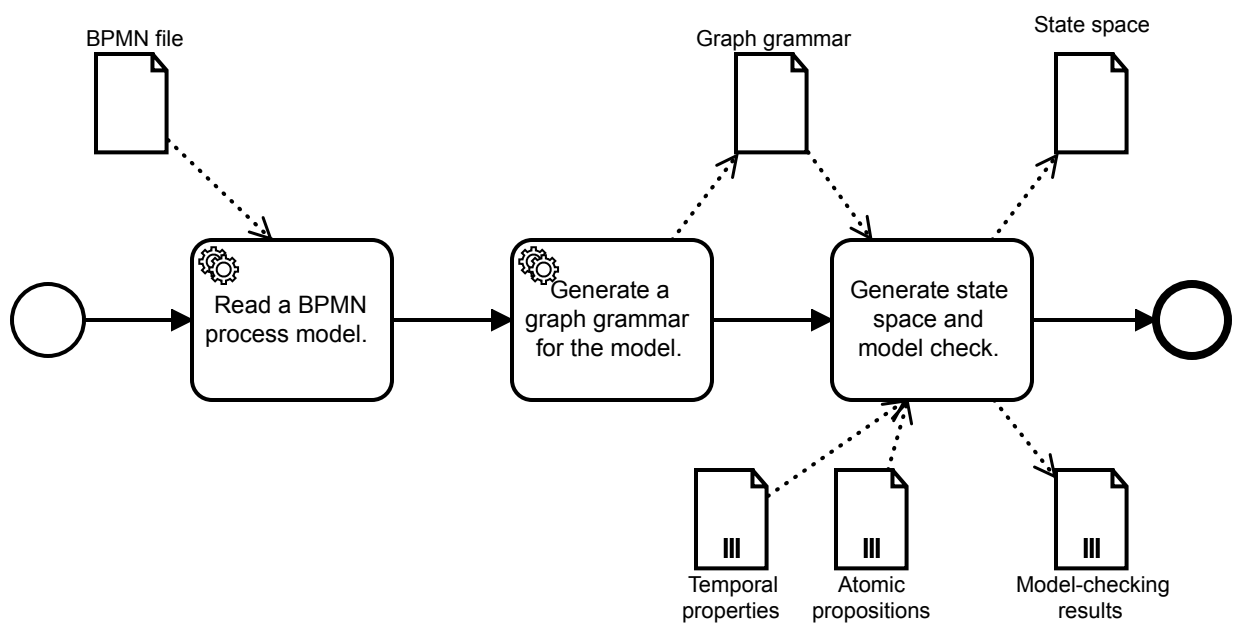 BPMN file
Graph grammar
State space
Read a BPMN
process model.
Generate a
graph grammar
for the model.
Generate state
space and
model check.
Temporal
properties
Atomic
propositions
Model-checking
results